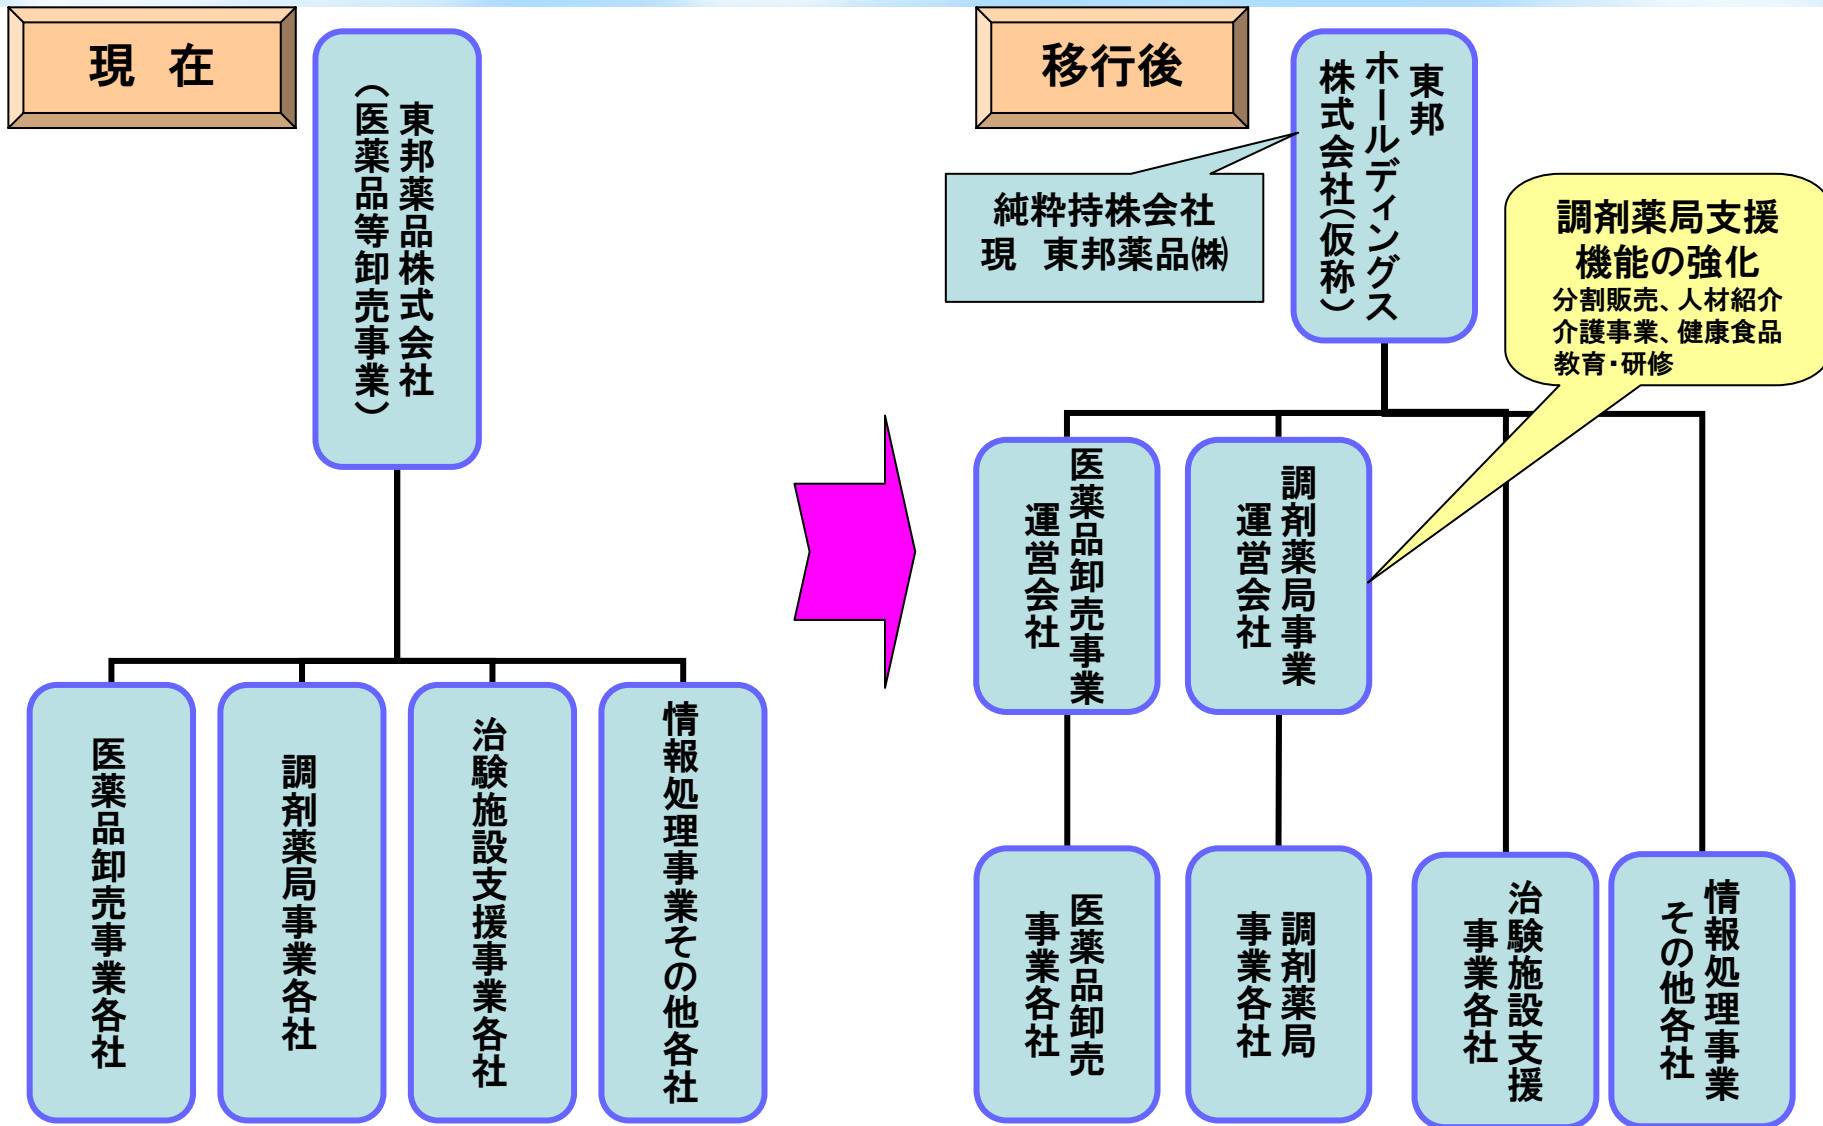 現 在
東邦薬品株式会社
(医薬品等卸売事業)
医薬品卸売事業各社
調剤薬局事業各社
治験施設支援事業各社
情報処理事業その他各社
移行後
東邦
ホールディングス
株式会社(仮称)
純粋持株会社
現 東邦薬品㈱
調剤薬局支援
機能の強化
分割販売、人材紹介
介護事業、健康食品
教育・研修
医薬品卸売事業
運営会社
調剤薬局事業
運営会社
医薬品卸売
事業各社
調剤薬局
事業各社
治験施設支援
事業各社
情報処理事業
その他各社